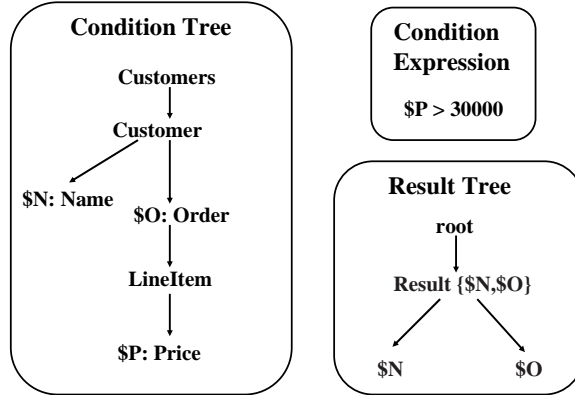 Condition Tree
Customers
Customer
$N: Name
$O: Order
LineItem
$P: Price
Condition
Expression
$P > 30000
Result Tree
root
Result {$N,$O}
$N
$O